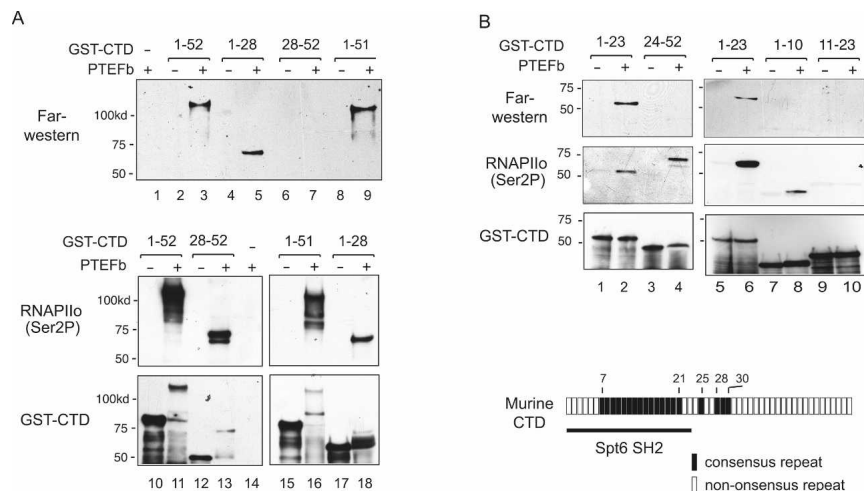 A
GST-CTD – 1-52 1-28 28-52 1-51
PTEFb + – + – + – + – +
Far-
western
100kd
75
50
1 2 3 4 5 6 7 8 9
GST-CTD 1-52 28-52 – 1-51 1-28
PTEFb – + – + + – + – +
RNAPIIo
(Ser2P)
100kd
75
50
GST-CTD
100kd
75
50
10 11 12 13 14 15 16 17 18
B
GST-CTD 1-23 24-52 1-23 1-10 11-23
PTEFb – + – + – + – + – +
Far-
western
75
50
RNAPIIo
(Ser2P)
75
50
GST-CTD
75
50
1 2 3 4 5 6 7 8 9 10
7 21 25 28 30
Murine
CTD
Spt6 SH2
consensus repeat
non-onsensus repeat